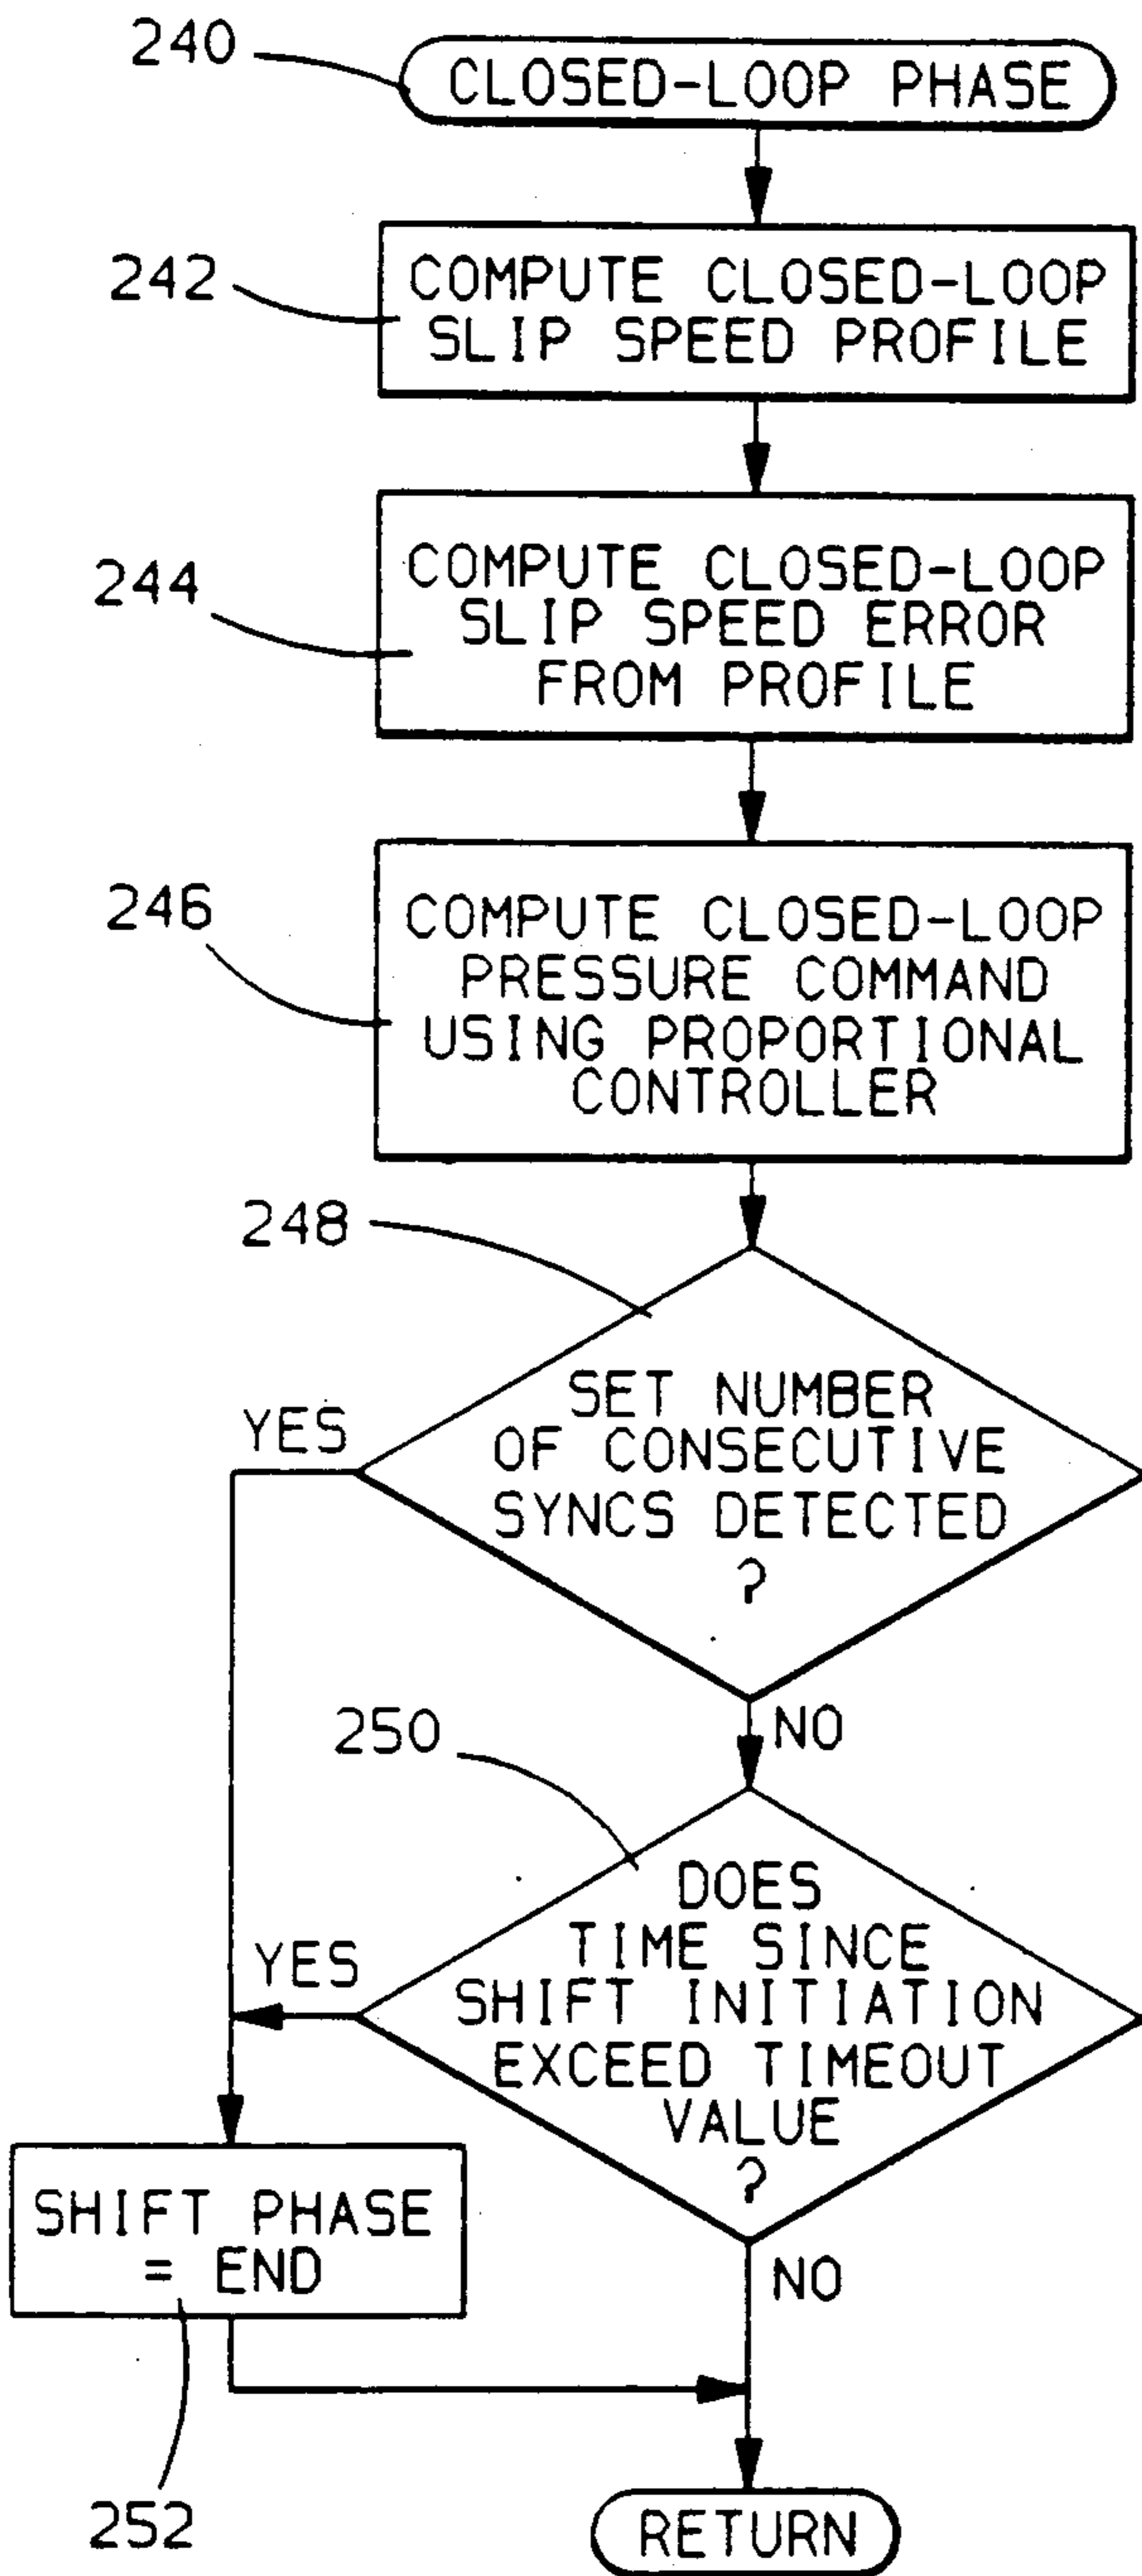 240
CLOSED-LOOP PHASE
242
COMPUTE CLOSED-LOOP
SLIP SPEED PROFILE
244
COMPUTE CLOSED-LOOP
SLIP SPEED ERROR
FROM PROFILE
246
COMPUTE CLOSED-LOOP
PRESSURE COMMAND
USING PROPORTIONAL
CONTROLLER
248
SET NUMBER
OF CONSECUTIVE
SYNCS DETECTED
?
YES
NO
250
DOES
TIME SINCE
SHIFT INITIATION
EXCEED TIMEOUT
VALUE
?
YES
NO
SHIFT PHASE
= END
252
RETURN